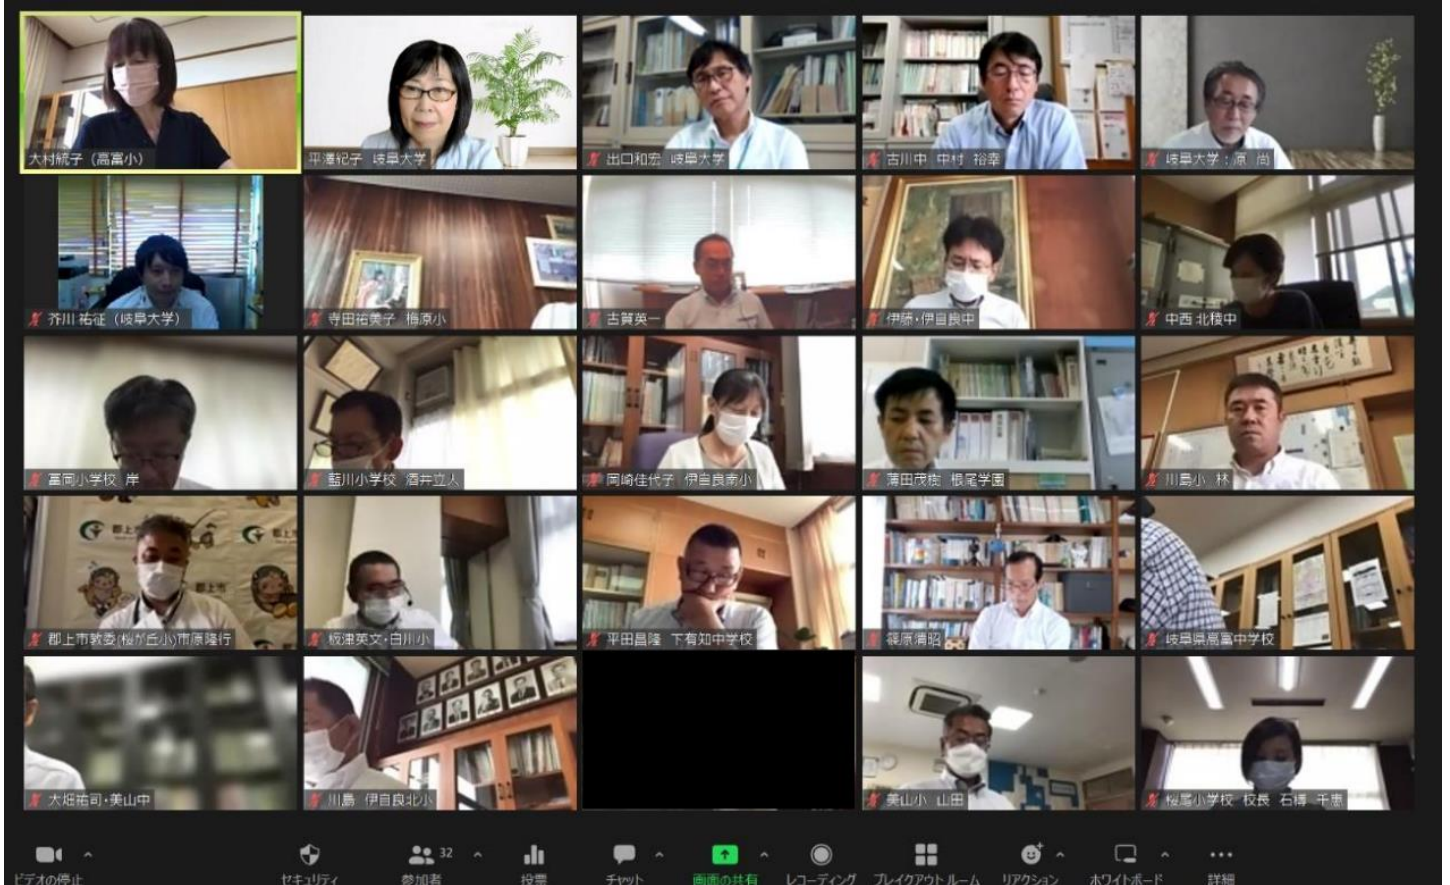 大村統子（高富小）
平澤紀子 岐阜大学
出口和宏 岐阜大学
古川中 中村 裕幸
岐阜大学：原 尚
芥川 祐征（岐阜大学）
寺田祐美子 梅原小
古賀英一
伊藤・伊自良中
中西 北稜中
富岡小学校 岸
藍川小学校 酒井立人
岡崎佳代子 伊自良南小
薄田茂樹 根尾学園
川島小 林
郡上市
郡上市
郡上市教委(桜が丘小)市原隆行
板津英文・白川小
平田昌隆 下有知中学校
篠原清昭
岐阜県高富中学校
大畑祐司・美山中
川島 伊自良北小
美山小 山田
桜尾小学校 校長 石樽 千恵
ビデオの停止
セキュリティ
32
参加者
投票
チャット
画面の共有
レコーディング
ブレイクアウト ルーム
リアクション
ホワイトボード
詳細